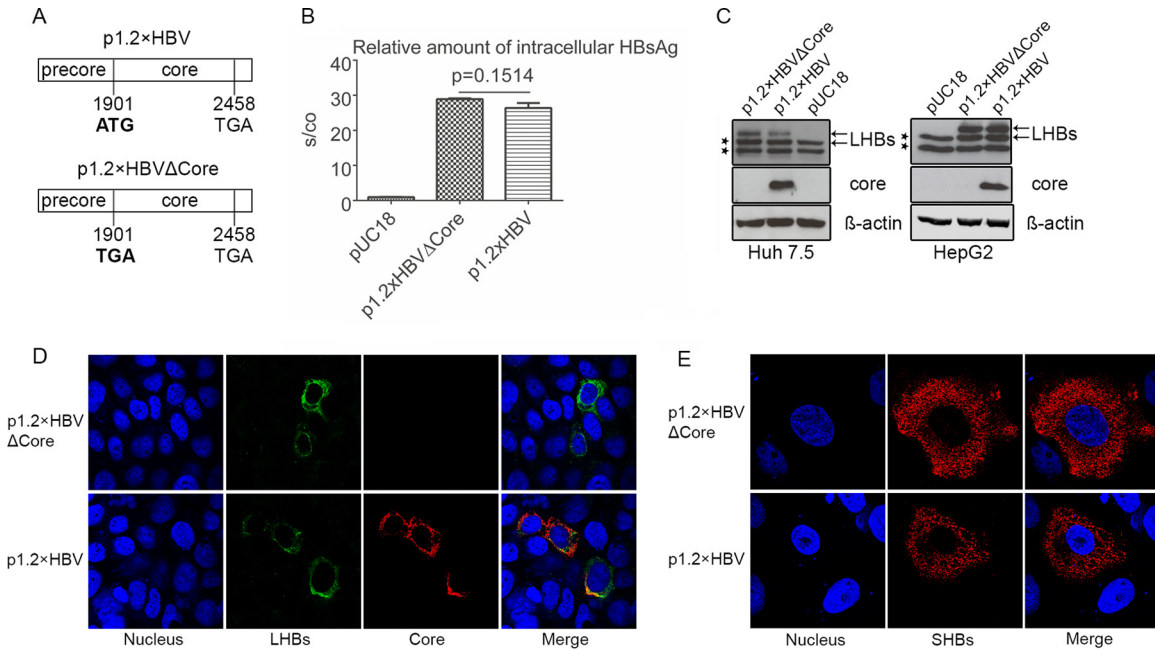 A
p1.2×HBV
precore core
1901 2458
ATG TGA
p1.2×HBVΔCore
precore core
1901 2458
TGA TGA
B
Relative amount of intracellular HBsAg
p=0.1514
s/co
40
30
20
10
0
pUC18
p1.2xHBVΔCore
p1.2xHBV
C
p1.2×HBVΔCore
p1.2×HBV
pUC18
LHBs
core
ß-actin
Huh 7.5
pUC18
p1.2×HBVΔCore
p1.2×HBV
LHBs
core
ß-actin
HepG2
D
p1.2×HBV
ΔCore
p1.2×HBV
Nucleus LHBs Core Merge
E
p1.2×HBV
ΔCore
p1.2×HBV
Nucleus SHBs Merge